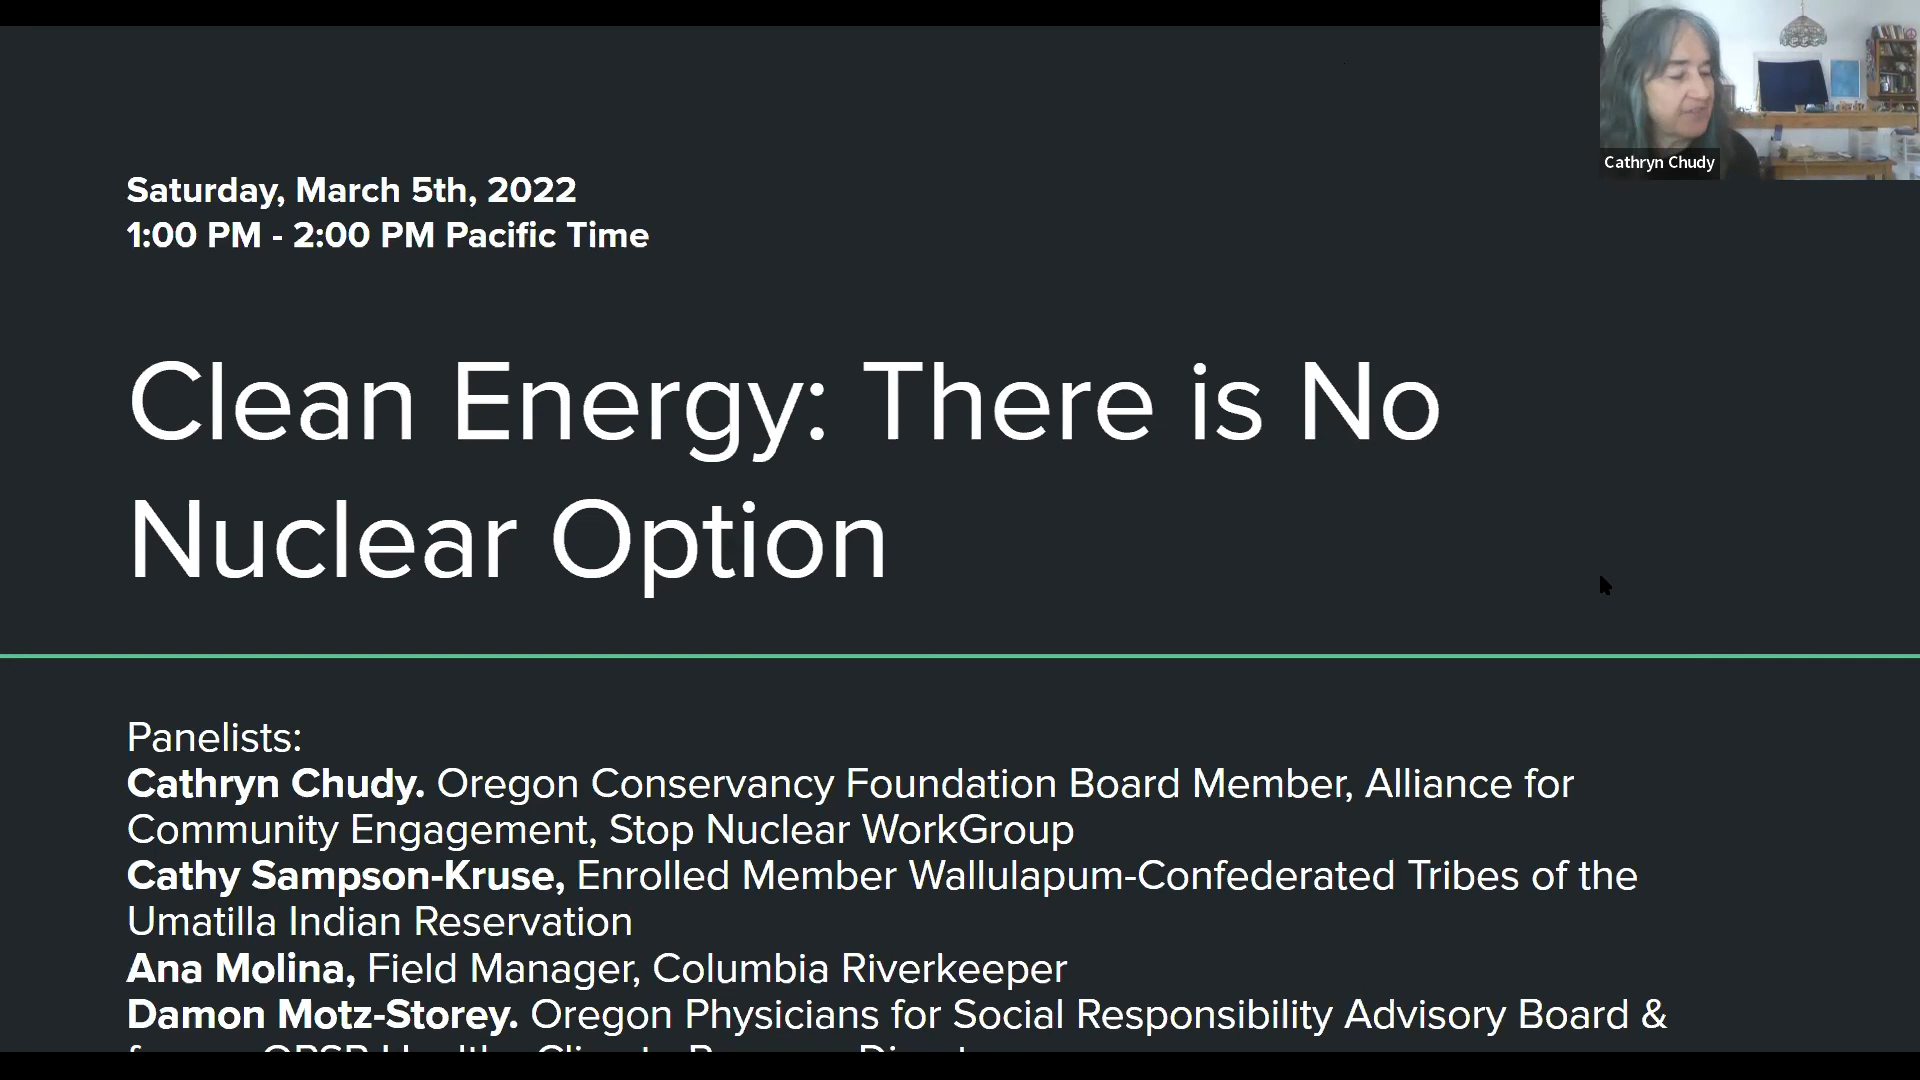 Cathryn Chudy
Saturday, March 5th, 2022
1:00 PM - 2:00 PM Pacific Time
Clean Energy: There is No
Nuclear Option
Panelists:
Cathryn Chudy. Oregon Conservancy Foundation Board Member, Alliance for
Community Engagement, Stop Nuclear WorkGroup
Cathy Sampson-Kruse, Enrolled Member Wallulapum-Confederated Tribes of the
Umatilla Indian Reservation
Ana Molina, Field Manager, Columbia Riverkeeper
Damon Motz-Storey. Oregon Physicians for Social Responsibility Advisory Board &